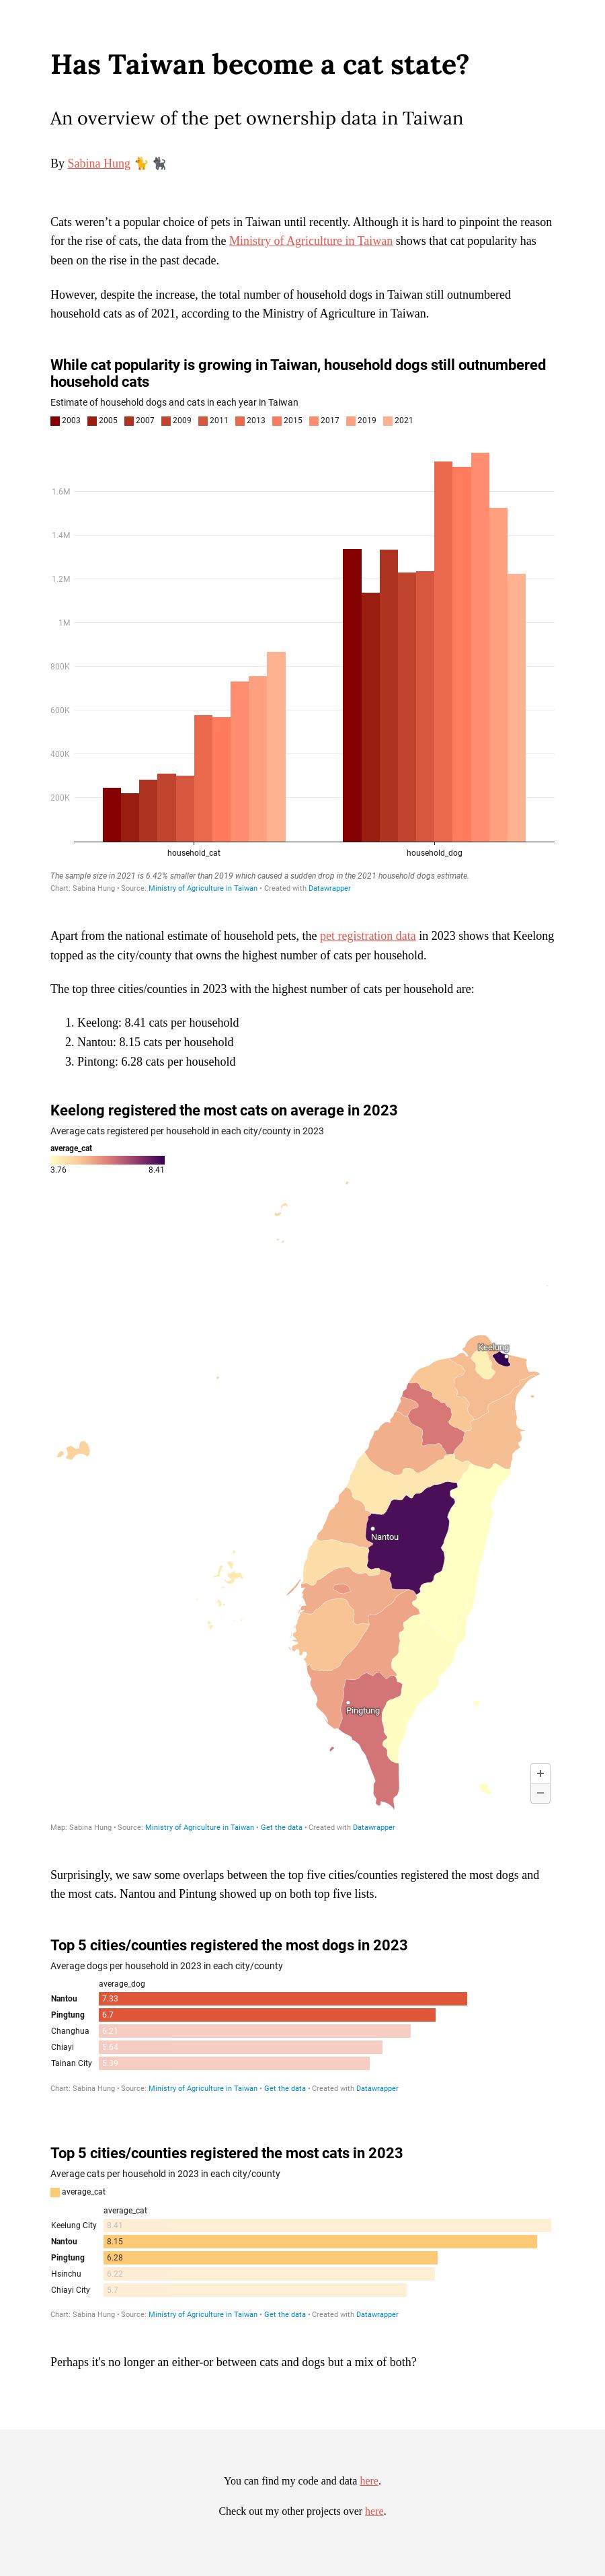 Has Taiwan become a cat state?
An overview of the pet ownership data in Taiwan
By Sabina Hung 🐈 🐈‍⬛
Cats weren’t a popular choice of pets in Taiwan until recently. Although it is hard to pinpoint the reason
for the rise of cats, the data from the Ministry of Agriculture in Taiwan shows that cat popularity has
been on the rise in the past decade.
However, despite the increase, the total number of household dogs in Taiwan still outnumbered
household cats as of 2021, according to the Ministry of Agriculture in Taiwan.
While cat popularity is growing in Taiwan, household dogs still outnumbered
household cats
Estimate of household dogs and cats in each year in Taiwan
2003 2005 2007 2009 2011 2013 2015 2017 2019 2021
1.6M
1.4M
1.2M
1M
800K
600K
400K
200K
household_cat household_dog
The sample size in 2021 is 6.42% smaller than 2019 which caused a sudden drop in the 2021 household dogs estimate.
Chart: Sabina Hung • Source: Ministry of Agriculture in Taiwan • Created with Datawrapper
Apart from the national estimate of household pets, the pet registration data in 2023 shows that Keelong
topped as the city/county that owns the highest number of cats per household.
The top three cities/counties in 2023 with the highest number of cats per household are:
1. Keelong: 8.41 cats per household
2. Nantou: 8.15 cats per household
3. Pintong: 6.28 cats per household
Keelong registered the most cats on average in 2023
Average cats registered per household in each city/county in 2023
average_cat
3.76 8.41
Keelung
Nantou
Pingtung
+
−
Map: Sabina Hung • Source: Ministry of Agriculture in Taiwan • Get the data • Created with Datawrapper
Surprisingly, we saw some overlaps between the top five cities/counties registered the most dogs and
the most cats. Nantou and Pintung showed up on both top five lists.
Top 5 cities/counties registered the most dogs in 2023
Average dogs per household in 2023 in each city/county
average_dog
Nantou 7.33
Pingtung 6.7
Changhua 6.21
Chiayi 5.64
Tainan City 5.39
Chart: Sabina Hung • Source: Ministry of Agriculture in Taiwan • Get the data • Created with Datawrapper
Top 5 cities/counties registered the most cats in 2023
Average cats per household in 2023 in each city/county
average_cat
average_cat
Keelung City 8.41
Nantou 8.15
Pingtung 6.28
Hsinchu 6.22
Chiayi City 5.7
Chart: Sabina Hung • Source: Ministry of Agriculture in Taiwan • Get the data • Created with Datawrapper
Perhaps it's no longer an either-or between cats and dogs but a mix of both?
You can find my code and data here.
Check out my other projects over here.